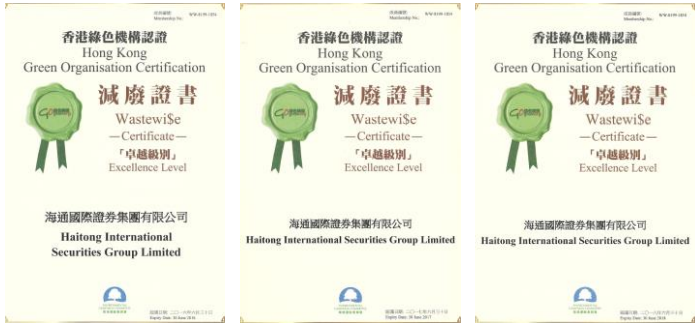 香港綠色機構認證
Hong Kong
Green Organisation Certification
減廢證書
Wastewi$e
—Certificate—
「卓越級別」
Excellence Level
海通國際證券集團有限公司
Haitong International
Securities Group Limited
香港綠色機構認證
Hong Kong
Green Organisation Certification
減廢證書
Wastewi$e
—Certificate—
「卓越級別」
Excellence Level
海通國際證券集團有限公司
Haitong International Securities Group Limited
香港綠色機構認證
Hong Kong
Green Organisation Certification
減廢證書
Wastewi$e
—Certificate—
「卓越級別」
Excellence Level
海通國際證券集團有限公司
Haitong International Securities Group Limited